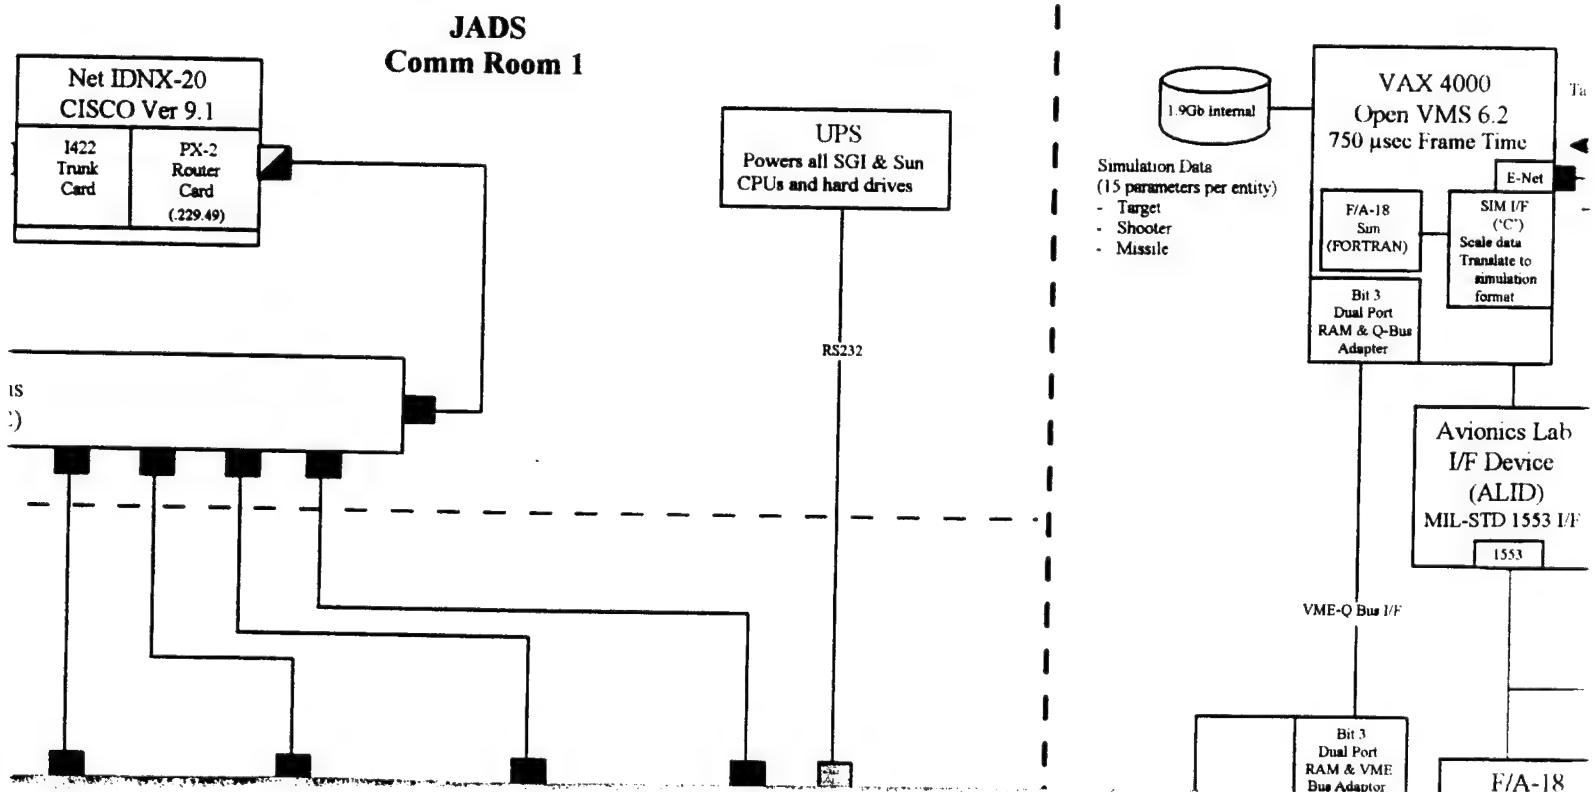 JADS
Comm Room 1
Net IDNX-20
CISCO Ver 9.1
I422
Trunk
Card
PX-2
Router
Card
(.229.49)
UPS
Powers all SGI & Sun
CPUs and hard drives
RS232
1.9Gb internal
Simulation Data
(15 parameters per entity)
- Target
- Shooter
- Missile
VAX 4000
Open VMS 6.2
750 µsec Frame Time
E-Net
F/A-18
Sim
(FORTRAN)
SIM I/F
('C')
Scale data
Translate to
simulation
format
Bit 3
Dual Port
RAM & Q-Bus
Adapter
Avionics Lab
I/F Device
(ALID)
MIL-STD 1553 I/F
1553
VME-Q Bus I/F
Bit 3
Dual Port
RAM & VME
Bus Adaptor
F/A-18